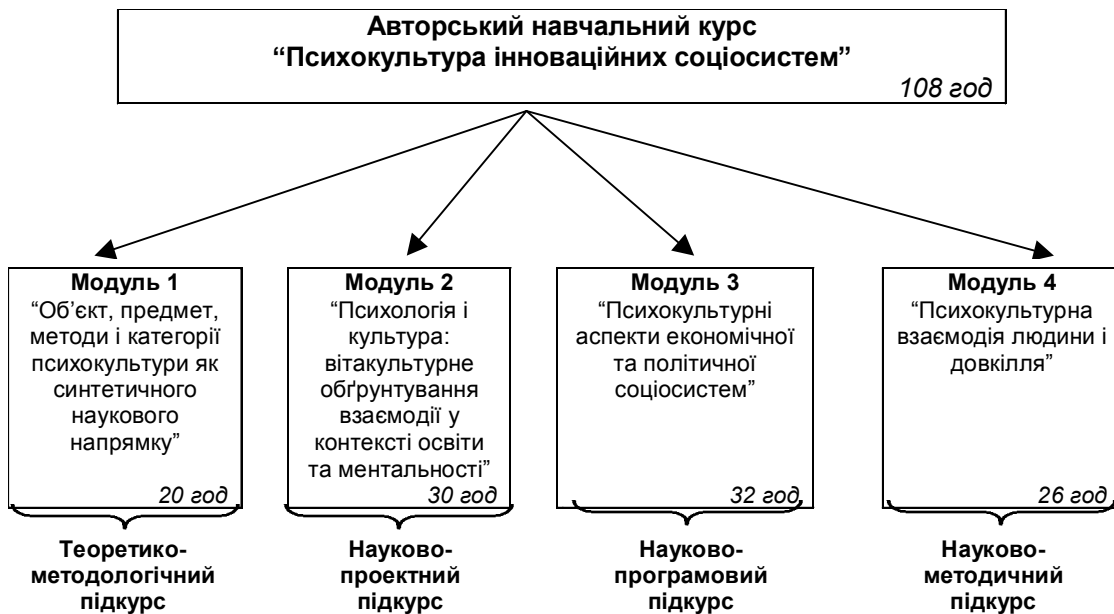 Авторський навчальний курс
“Психокультура інноваційних соціосистем”
108 год
Модуль 1
“Об’єкт, предмет,
методи і категорії
психокультури як
синтетичного
наукового
напрямку”
20 год
Теоретико-
методологічний
підкурс
Модуль 2
“Психологія і
культура:
вітакультурне
обґрунтування
взаємодії у
контексті освіти
та ментальності”
30 год
Науково-
проектний
підкурс
Модуль 3
“Психокультурні
аспекти економічної
та політичної
соціосистем”
32 год
Науково-
програмовий
підкурс
Модуль 4
“Психокультурна
взаємодія людини і
довкілля”
26 год
Науково-
методичний
підкурс